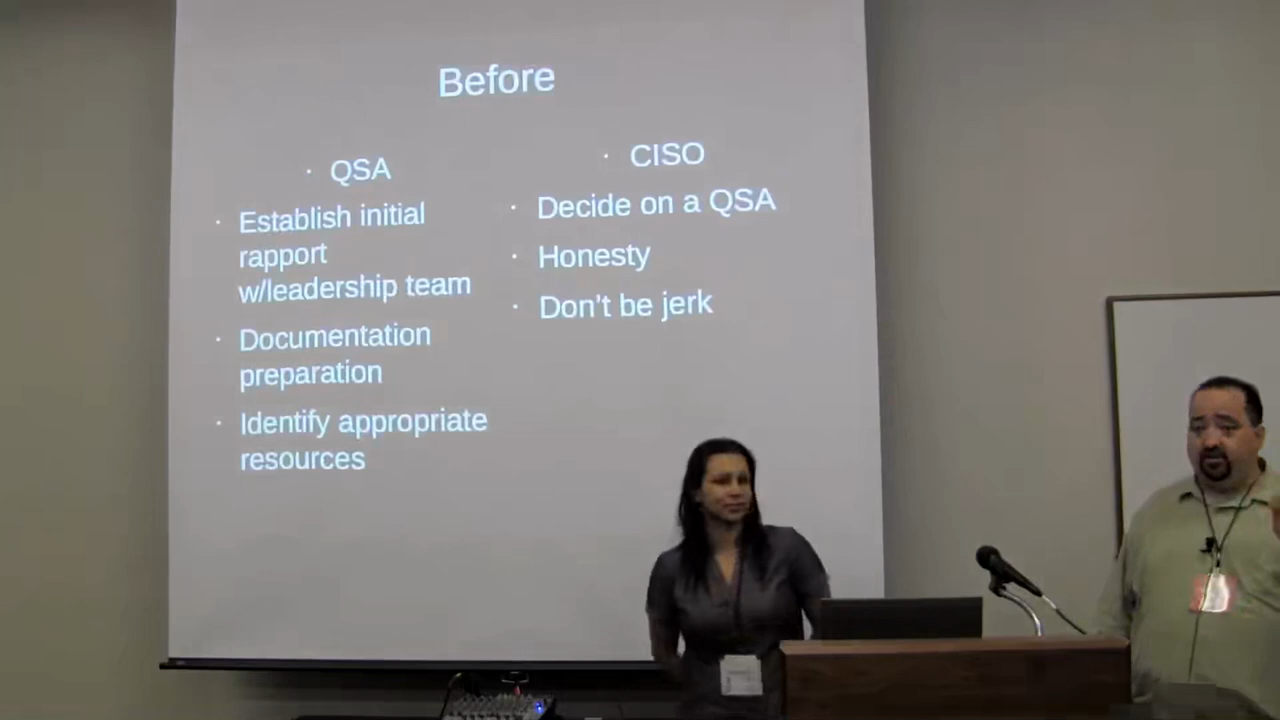 Before
· QSA
· Establish initial
rapport
w/leadership team
· Documentation
preparation
· Identify appropriate
resources
· CISO
· Decide on a QSA
· Honesty
· Don't be jerk